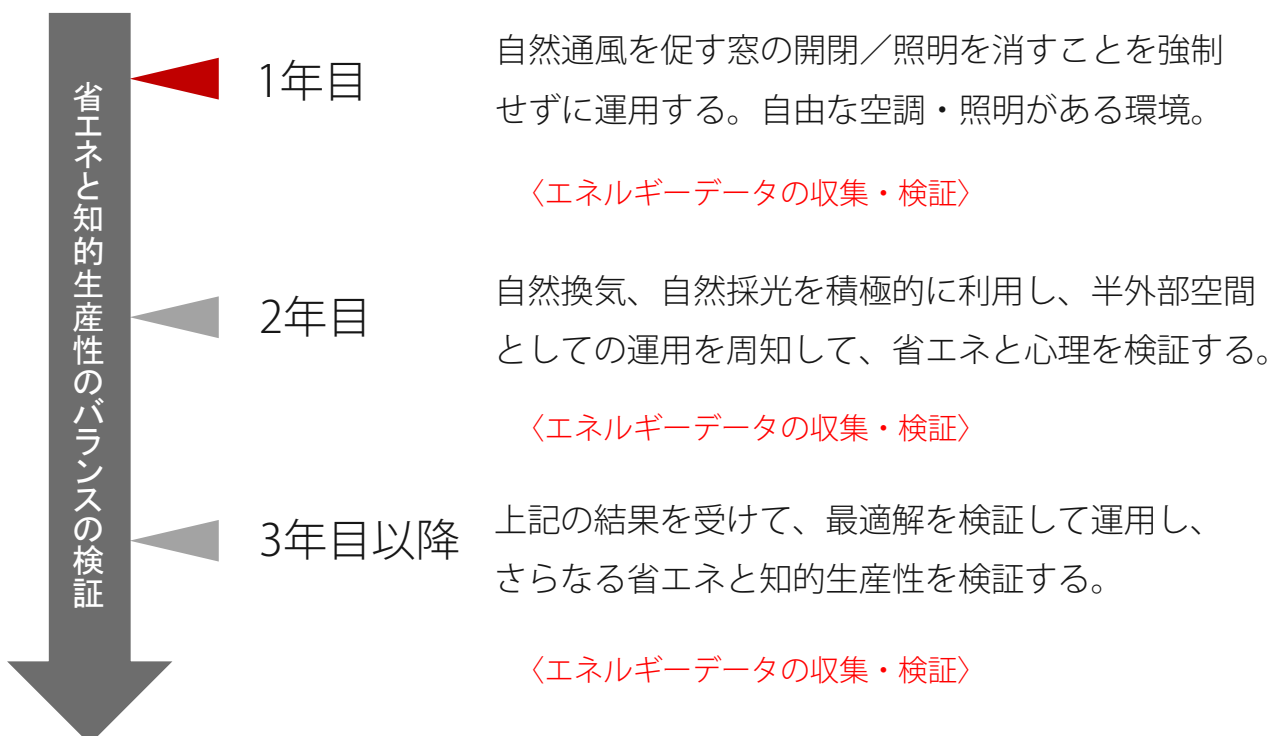 省エネと知的生産性のバランスの検証
1年目
自然通風を促す窓の開閉／照明を消すことを強制
せずに運用する。自由な空調・照明がある環境。
〈エネルギーデータの収集・検証〉
2年目
自然換気、自然採光を積極的に利用し、半外部空間
としての運用を周知して、省エネと心理を検証する。
〈エネルギーデータの収集・検証〉
3年目以降
上記の結果を受けて、最適解を検証して運用し、
さらなる省エネと知的生産性を検証する。
〈エネルギーデータの収集・検証〉